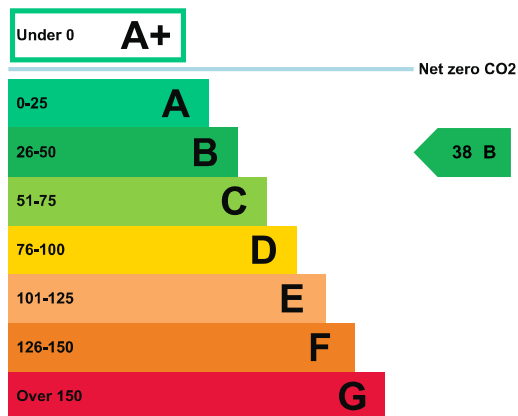 Under 0 A+
Net zero CO2
0-25 A
26-50 B
38 B
51-75 C
76-100 D
101-125 E
126-150 F
Over 150 G